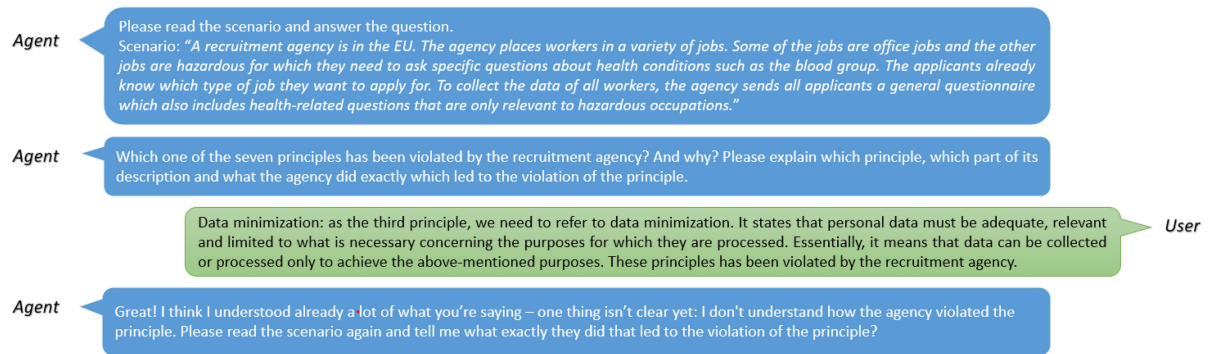 Agent
Please read the scenario and answer the question.
Scenario: “A recruitment agency is in the EU. The agency places workers in a variety of jobs. Some of the jobs are office jobs and the other
jobs are hazardous for which they need to ask specific questions about health conditions such as the blood group. The applicants already
know which type of job they want to apply for. To collect the data of all workers, the agency sends all applicants a general questionnaire
which also includes health-related questions that are only relevant to hazardous occupations.”
Agent
Which one of the seven principles has been violated by the recruitment agency? And why? Please explain which principle, which part of its
description and what the agency did exactly which led to the violation of the principle.
Data minimization: as the third principle, we need to refer to data minimization. It states that personal data must be adequate, relevant
and limited to what is necessary concerning the purposes for which they are processed. Essentially, it means that data can be collected
or processed only to achieve the above-mentioned purposes. These principles has been violated by the recruitment agency.
User
Agent
Great! I think I understood already a lot of what you’re saying – one thing isn’t clear yet: I don't understand how the agency violated the
principle. Please read the scenario again and tell me what exactly they did that led to the violation of the principle?